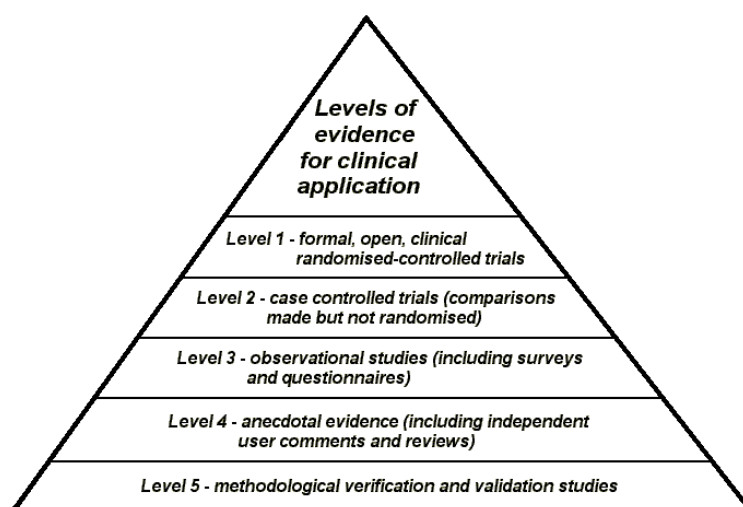 Levels of
evidence
for clinical
application
Level 1 - formal, open, clinical
randomised-controlled trials
Level 2 - case controlled trials (comparisons
made but not randomised)
Level 3 - observational studies (including surveys
and questionnaires)
Level 4 - anecdotal evidence (including independent
user comments and reviews)
Level 5 - methodological verification and validation studies